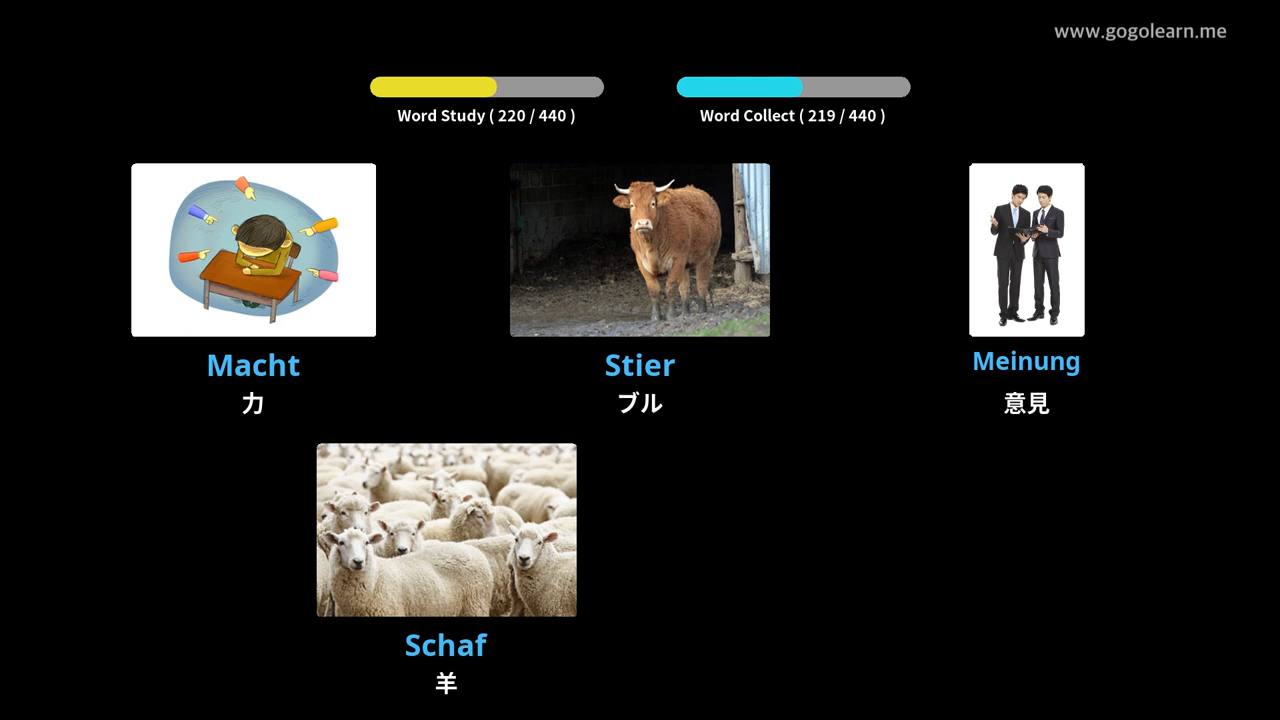 www.gogolearn.me
Word Study ( 220 / 440 )
Word Collect ( 219 / 440 )
Macht
力
Stier
ブル
Meinung
意見
Schaf
羊